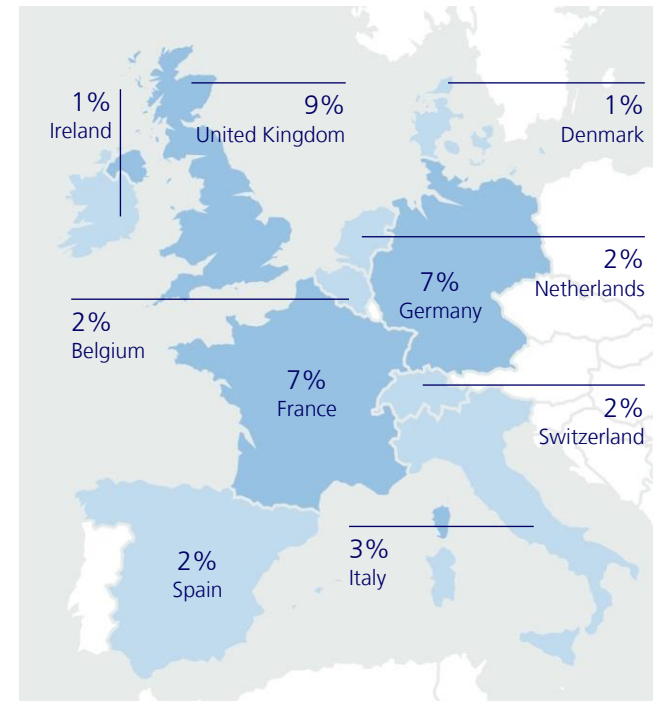 1%
Ireland
9%
United Kingdom
1%
Denmark
2%
Netherlands
7%
Germany
2%
Belgium
7%
France
2%
Switzerland
3%
Italy
2%
Spain